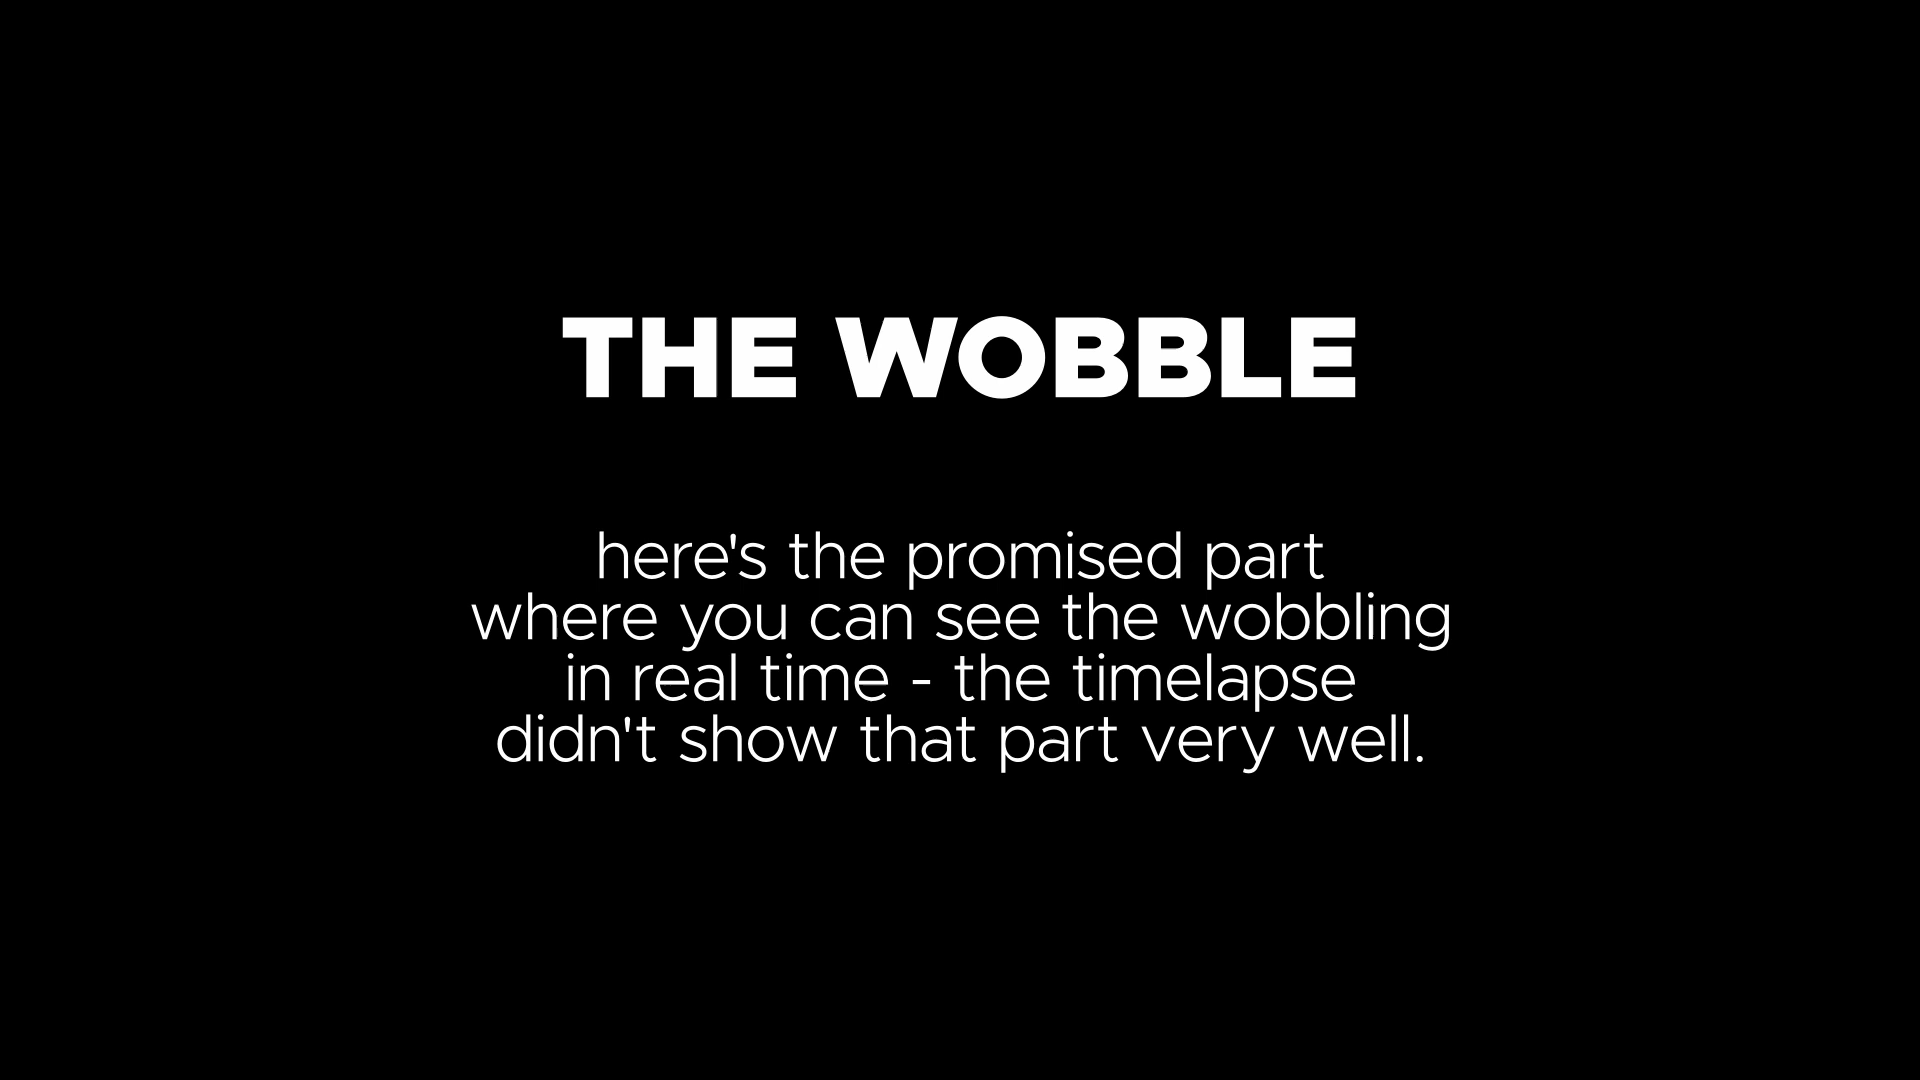 THE WOBBLE
here's the promised part
where you can see the wobbling
in real time - the timelapse
didn't show that part very well.